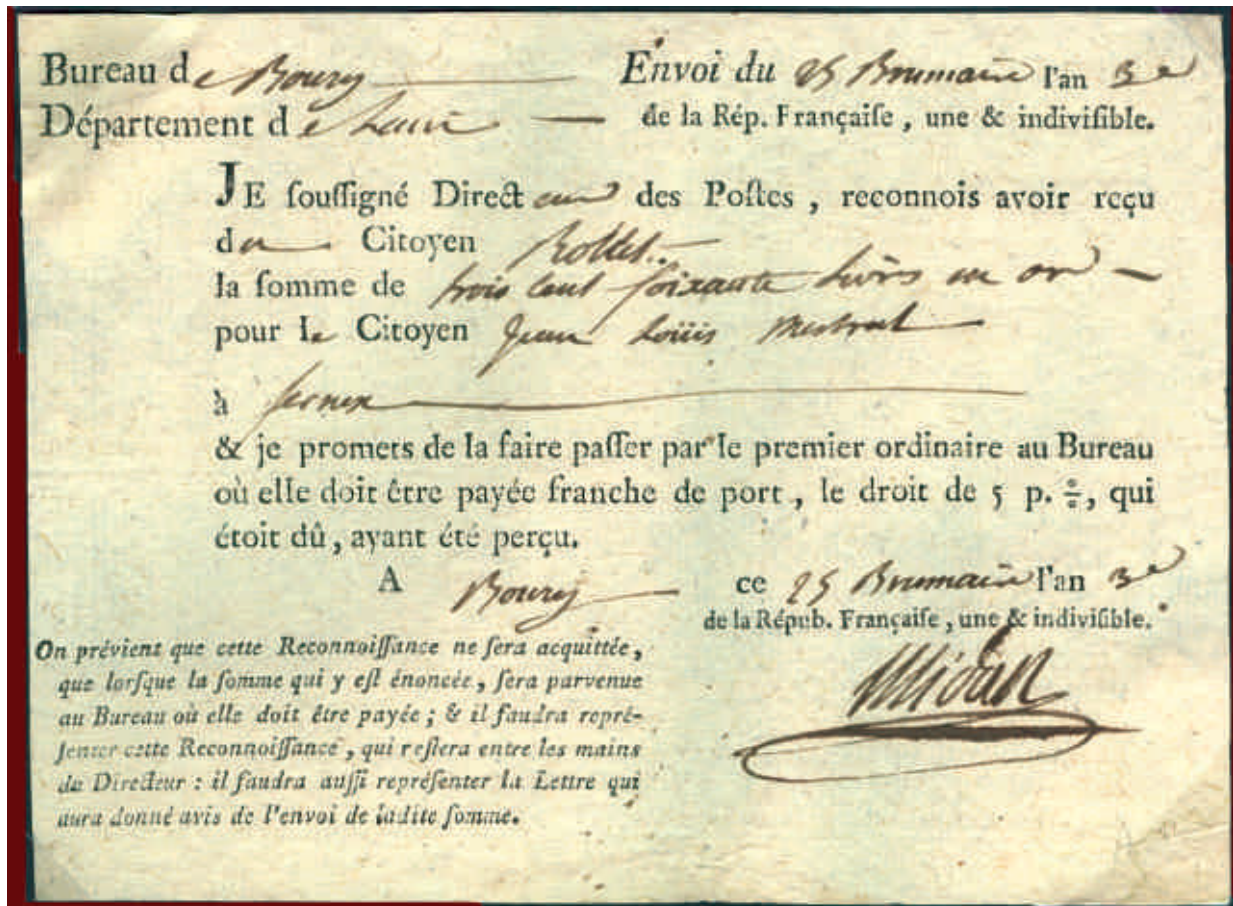 Bureau de Bourg
Envoi du 25 Brumaire l'an 3e
Département de Lain
de la Rép. Françaiſe, une & indiviſible.
JE ſouſſigné Directeur des Poſtes, reconnois avoir reçu
du Citoyen
la ſomme de trois Cent ſoixante Livrs en or
pour le Citoyen Jean Loüis Mestral
à fernex
& je promets de la faire paſſer par le premier ordinaire au Bureau
où elle doit être payée franche de port, le droit de 5 p. %, qui
étoit dû, ayant été perçu.
A Bourg ce 25 Brumaire l'an 3e
de la Répub. Françaiſe, une & indiviſible.
On prévient que cette Reconnoiſſance ne ſera acquittée,
que lorſque la ſomme qui y eſt énoncée, ſera parvenue
au Bureau où elle doit être payée; & il faudra repré-
ſenter cette Reconnoiſſance, qui reſtera entre les mains
du Directeur : il faudra auſſi repréſenter la Lettre qui
aura donné avis de l'envoi de ladite ſomme.